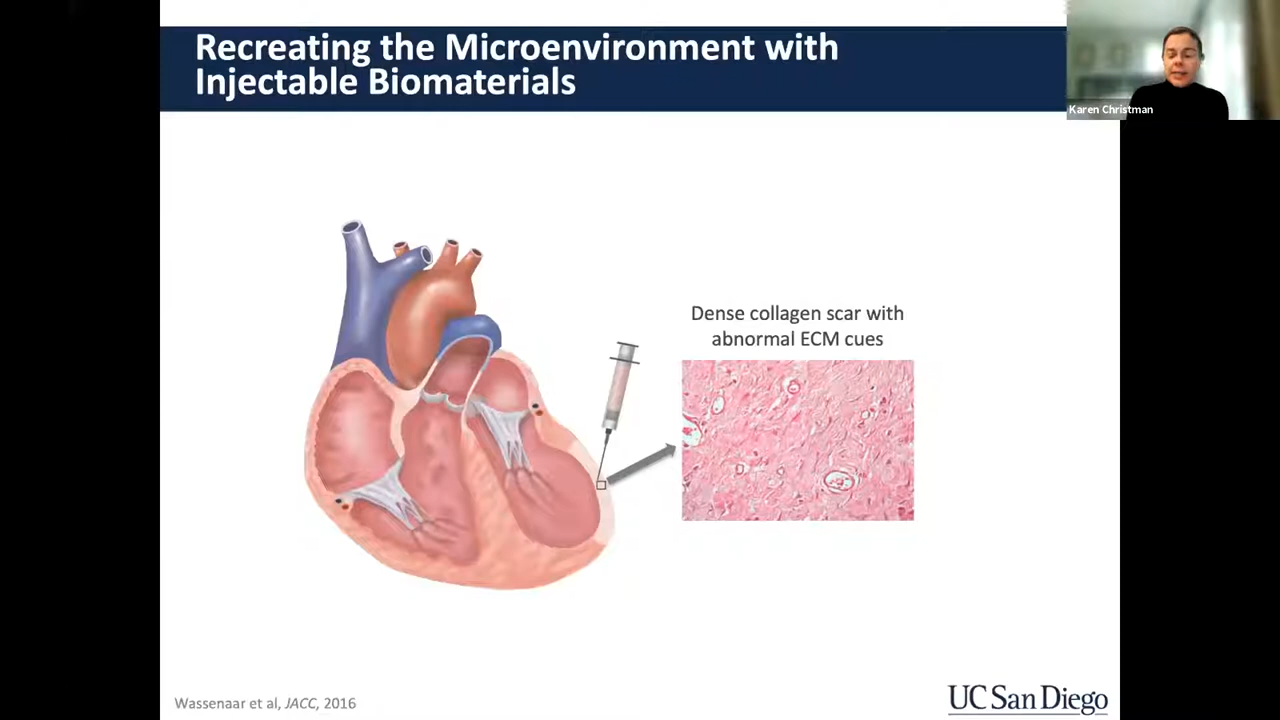 Recreating the Microenvironment with
Injectable Biomaterials
Karen Christman
Dense collagen scar with
abnormal ECM cues
Wassenaar et al, JACC, 2016
UC San Diego